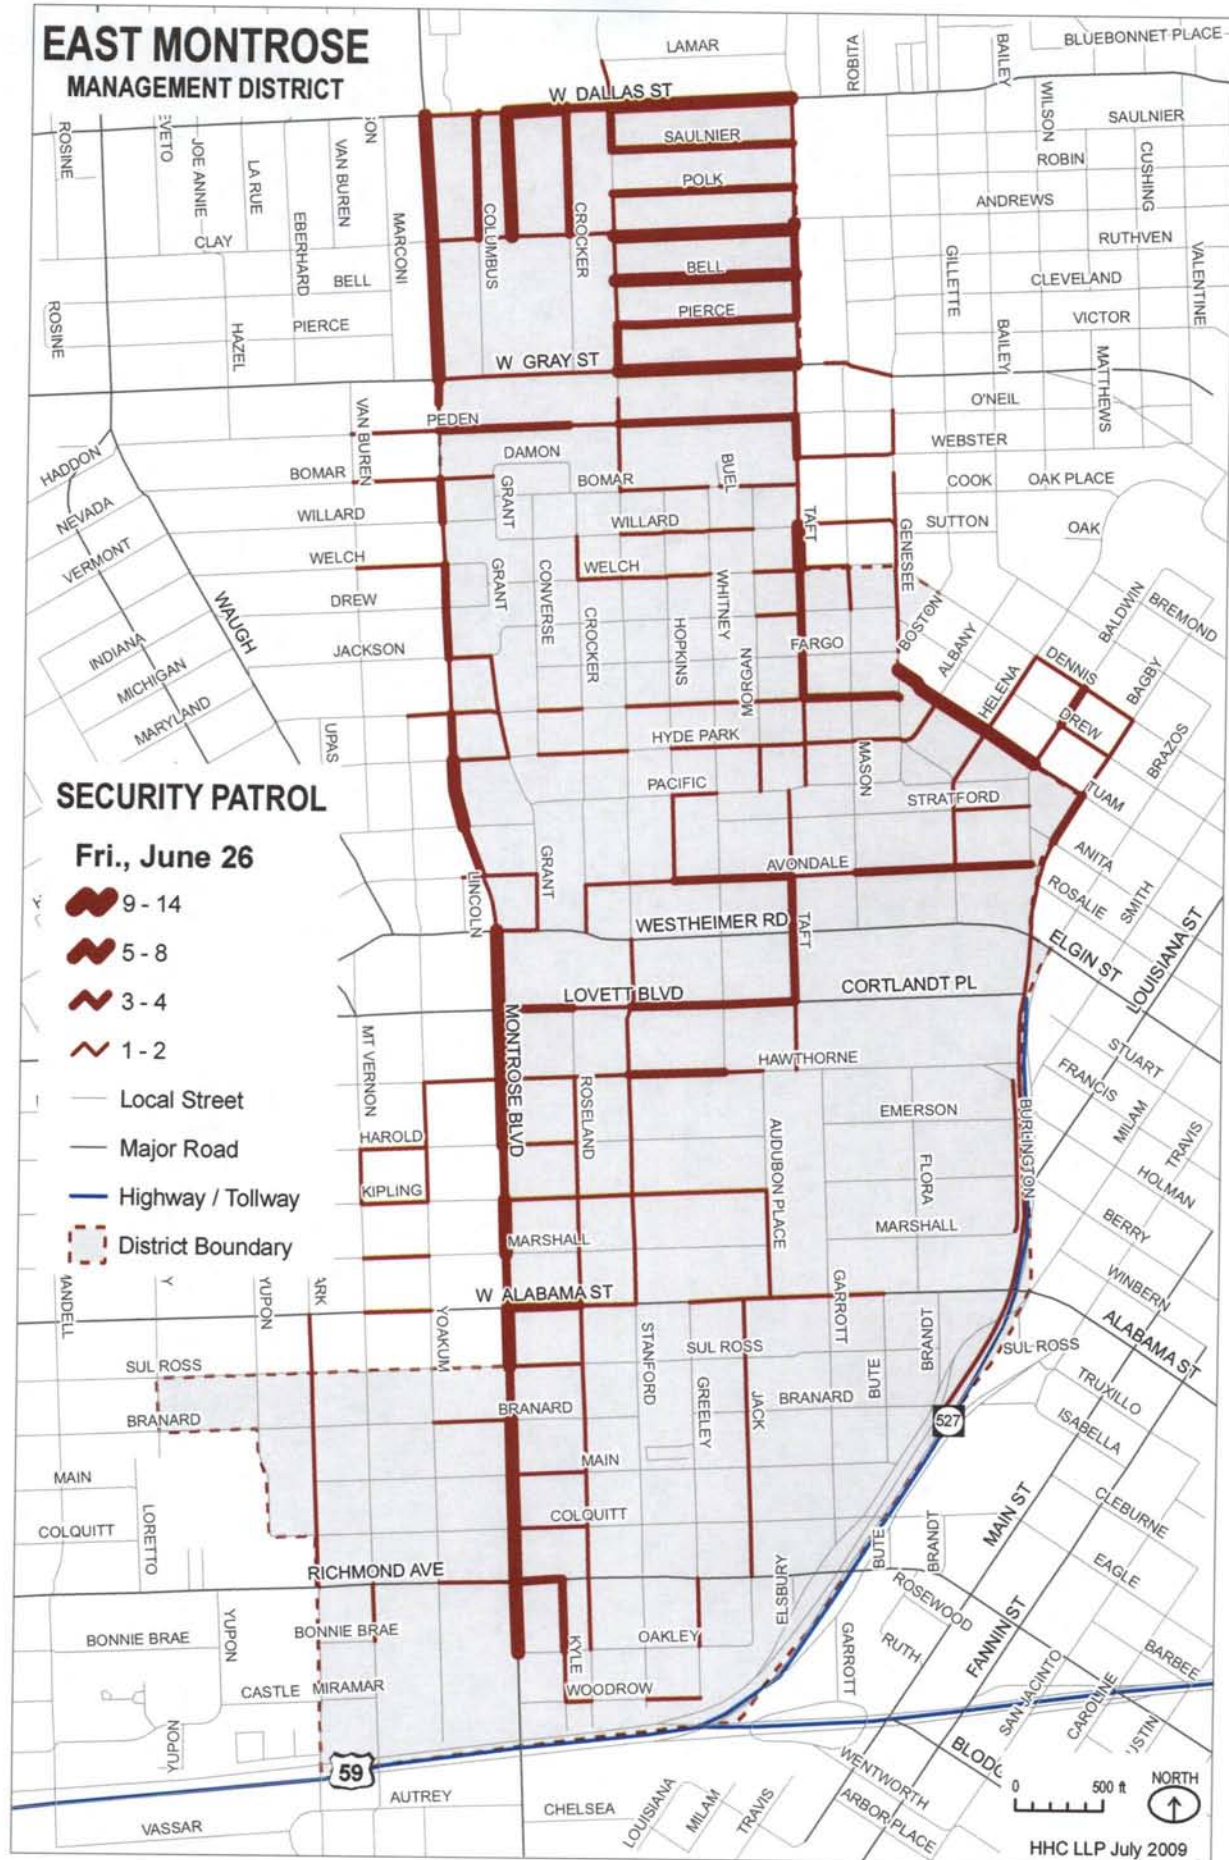 EAST MONTROSE
MANAGEMENT DISTRICT
LAMAR
ROBITA
BAILEY
BLUEBONNET PLACE
W DALLAS ST
ROSINE
EVETO
JOE ANNIE
LA RUE
EBERHARD
VAN BUREN
ON
MARCONI
COLUMBUS
CROCKER
SAULNIER
POLK
WILSON
SAULNIER
ROBIN
CUSHING
ANDREWS
CLAY
BELL
BELL
GILLETTE
RUTHVEN
CLEVELAND
VALENTINE
ROSINE
HAZEL
PIERCE
PIERCE
BAILEY
VICTOR
MATTHEWS
W GRAY ST
VAN BUREN
PEDEN
O'NEIL
WEBSTER
HADDON
BOMAR
DAMON
GRANT
BOMAR
BUEL
COOK
OAK PLACE
NEVADA
WILLARD
WILLARD
TAFT
GENESEE
SUTTON
OAK
VERMONT
WELCH
GRANT
CONVERSE
WELCH
WHITNEY
WAUGH
DREW
CROCKER
HOPKINS
MORGAN
FARGO
BOSTON
ALBANY
BALDWIN
BREMOND
INDIANA
JACKSON
MICHIGAN
MARYLAND
HELENA
DENNIS
BAGBY
DREW
BRAZOS
UPAS
HYDE PARK
MASON
PACIFIC
STRATFORD
TUAM
SECURITY PATROL
Fri., June 26
9 - 14
5 - 8
3 - 4
1 - 2
Local Street
Major Road
Highway / Tollway
District Boundary
LINCOLN
GRANT
AVONDALE
ANITA
ROSALIE
SMITH
WESTHEIMER RD
TAFT
ELGIN ST
LOUISIANA ST
LOVETT BLVD
CORTLANDT PL
MT VERNON
MONTROSE BLVD
HAWTHORNE
STUART
FRANCIS
MILAM
TRAVIS
HAROLD
ROSELAND
AUDUBON PLACE
EMERSON
FLORA
BURLINGTON
HOLMAN
KIPLING
MARSHALL
MARSHALL
BERRY
WINBERN
MANDELL
Y
YUPON
ARK
W ALABAMA ST
YOAKUM
STANFORD
GARROTT
BRANDT
ALABAMA ST
SUL ROSS
SUL ROSS
SUL ROSS
BRANARD
BRANARD
GREELEY
JACK
BRANARD
BUTE
527
TRUXILLO
ISABELLA
MAIN
MAIN
LORETTO
COLQUITT
COLQUITT
MAIN ST
CLEBURNE
RICHMOND AVE
ELSBURY
BUTE
BRANDT
EAGLE
ROSEWOOD
FANNIN ST
BONNIE BRAE
YUPON
BONNIE BRAE
KYLE
OAKLEY
GARROTT
RUTH
SAN JACINTO
CAROLINE
BARBEE
CASTLE
MIRAMAR
WOODROW
YUPON
USTIN
59
BLODG
WENTWORTH
ARBOR PLACE
0 500 ft
NORTH
AUTREY
CHELSEA
LOUISIANA
MILAM
TRAVIS
VASSAR
HHC LLP July 2009